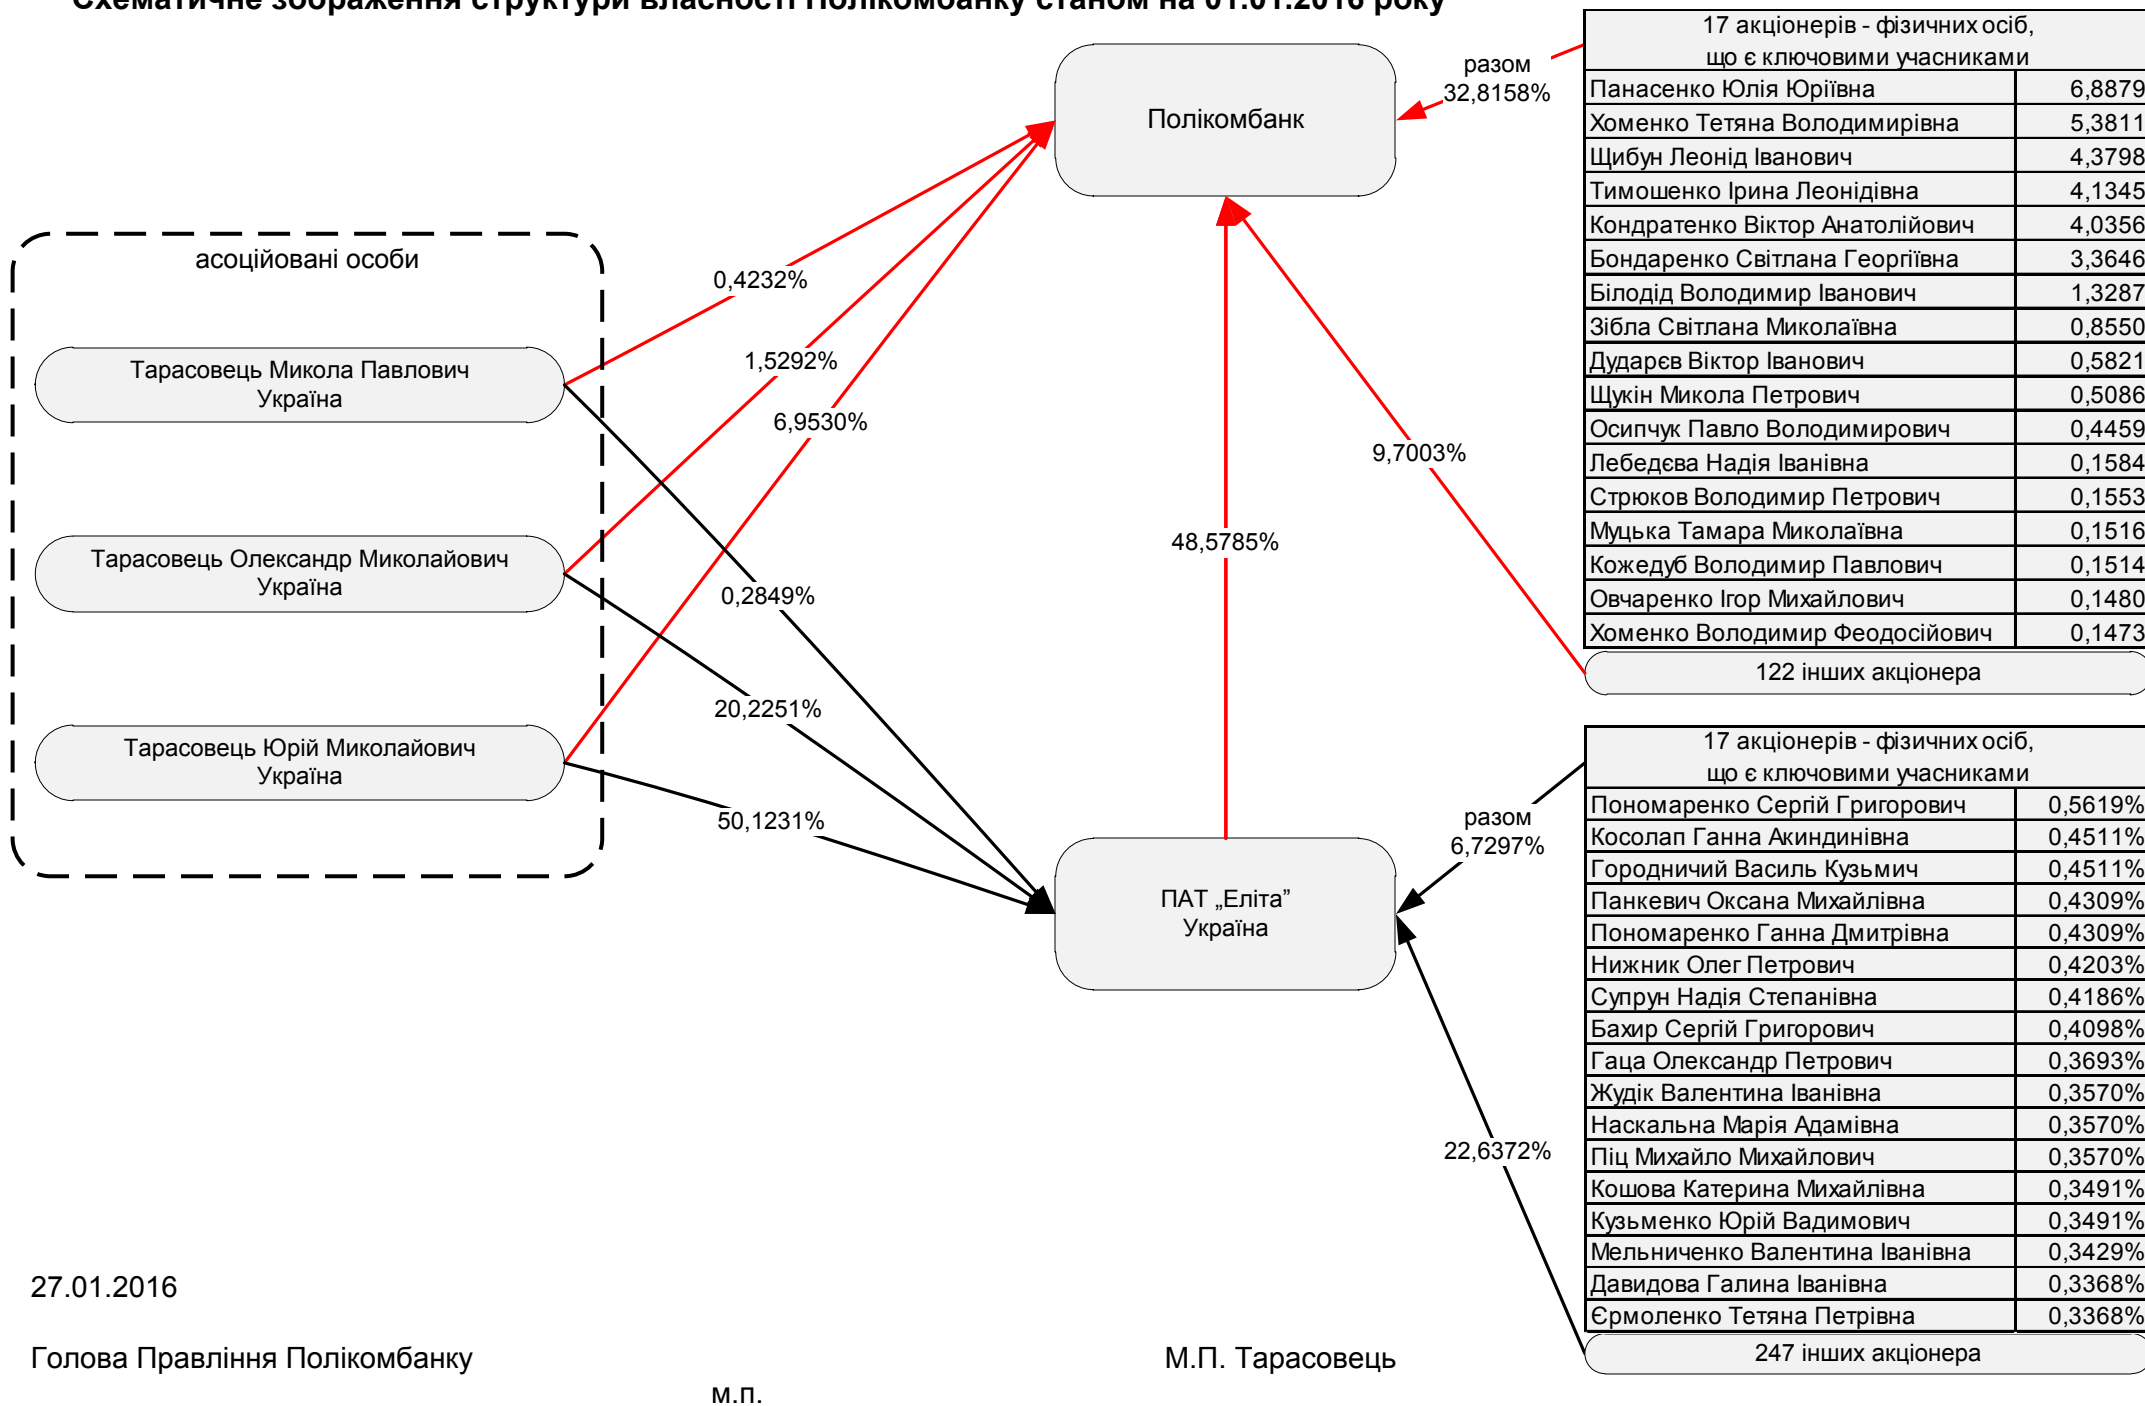 Схематичне зображення структури власності Полікомбанку станом на 01.01.2016 року
Полікомбанк
разом
32,8158%
17 акціонерів - фізичних осіб,
що є ключовими учасниками
Панасенко Юлія Юріївна 6,8879
Хоменко Тетяна Володимирівна 5,3811
Щибун Леонід Іванович 4,3798
Тимошенко Ірина Леонідівна 4,1345
Кондратенко Віктор Анатолійович 4,0356
Бондаренко Світлана Георгіївна 3,3646
Білодід Володимир Іванович 1,3287
Зібла Світлана Миколаївна 0,8550
Дударєв Віктор Іванович 0,5821
Щукін Микола Петрович 0,5086
Осипчук Павло Володимирович 0,4459
Лебедєва Надія Іванівна 0,1584
Стрюков Володимир Петрович 0,1553
Муцька Тамара Миколаївна 0,1516
Кожедуб Володимир Павлович 0,1514
Овчаренко Ігор Михайлович 0,1480
Хоменко Володимир Феодосійович 0,1473
122 інших акціонера
асоційовані особи
Тарасовець Микола Павлович
Україна
Тарасовець Олександр Миколайович
Україна
Тарасовець Юрій Миколайович
Україна
0,4232%
1,5292%
6,9530%
9,7003%
48,5785%
0,2849%
20,2251%
50,1231%
ПАТ „Еліта”
Україна
разом
6,7297%
22,6372%
17 акціонерів - фізичних осіб,
що є ключовими учасниками
Пономаренко Сергій Григорович 0,5619%
Косолап Ганна Акиндинівна 0,4511%
Городничий Василь Кузьмич 0,4511%
Панкевич Оксана Михайлівна 0,4309%
Пономаренко Ганна Дмитрівна 0,4309%
Нижник Олег Петрович 0,4203%
Супрун Надія Степанівна 0,4186%
Бахир Сергій Григорович 0,4098%
Гаца Олександр Петрович 0,3693%
Жудік Валентина Іванівна 0,3570%
Наскальна Марія Адамівна 0,3570%
Піц Михайло Михайлович 0,3570%
Кошова Катерина Михайлівна 0,3491%
Кузьменко Юрій Вадимович 0,3491%
Мельниченко Валентина Іванівна 0,3429%
Давидова Галина Іванівна 0,3368%
Єрмоленко Тетяна Петрівна 0,3368%
247 інших акціонера
27.01.2016
Голова Правління Полікомбанку М.П. Тарасовець
м.п.